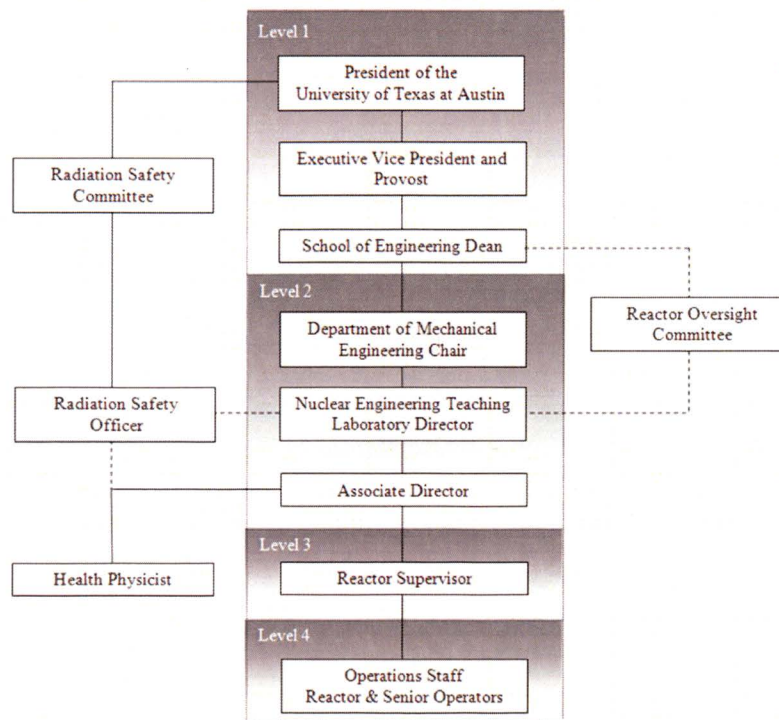 Level 1
President of the
University of Texas at Austin
Executive Vice President and
Provost
Radiation Safety
Committee
School of Engineering Dean
Level 2
Department of Mechanical
Engineering Chair
Reactor Oversight
Committee
Radiation Safety
Officer
Nuclear Engineering Teaching
Laboratory Director
Associate Director
Level 3
Health Physicist
Reactor Supervisor
Level 4
Operations Staff
Reactor & Senior Operators